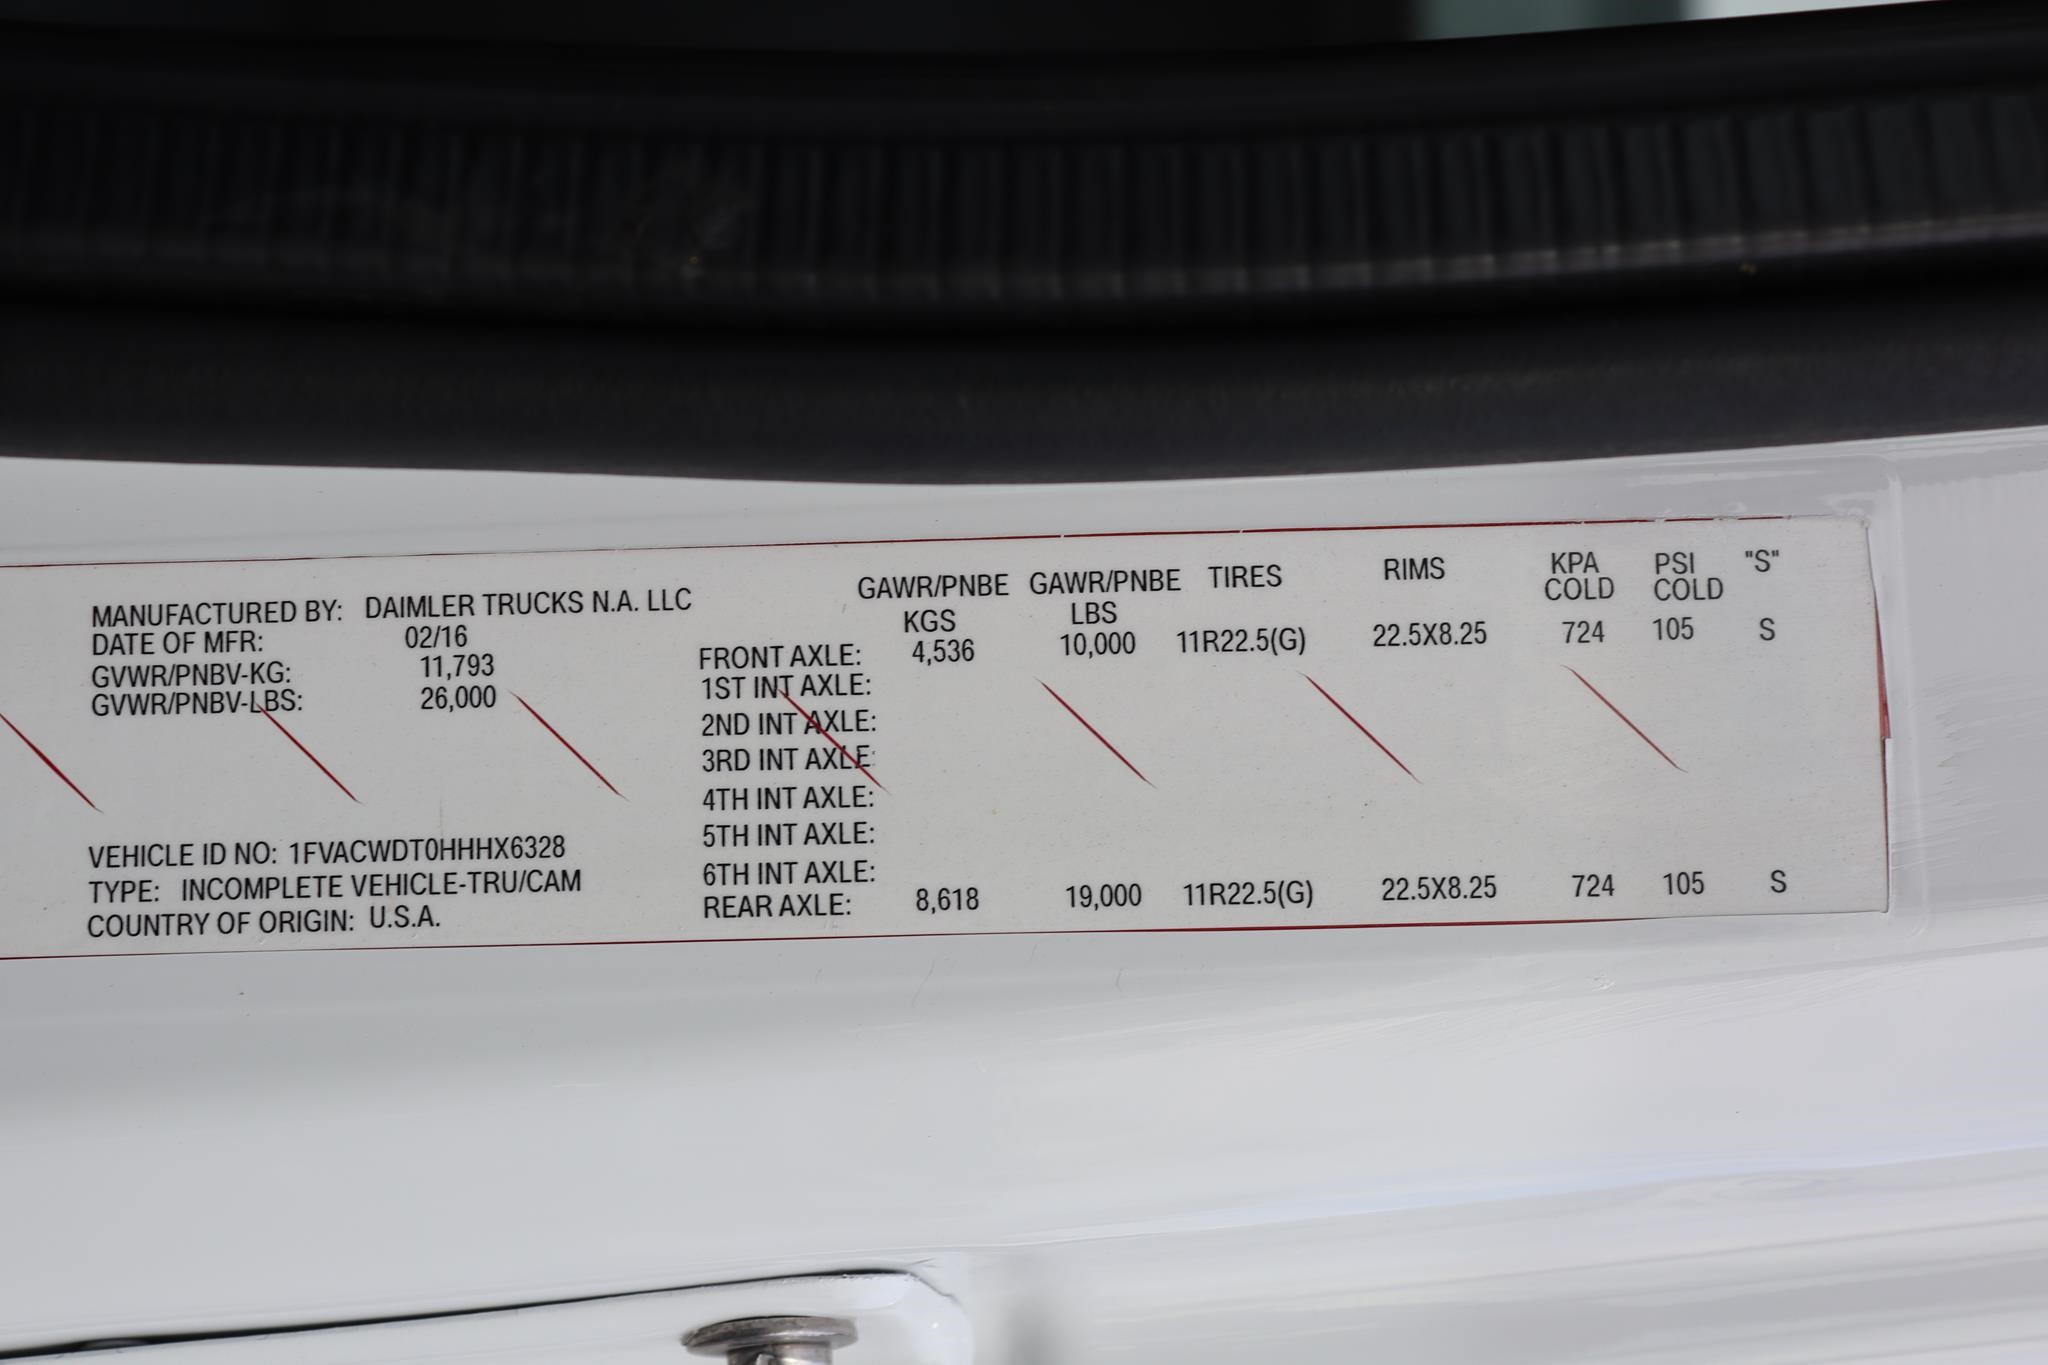 MANUFACTURED BY: DAIMLER TRUCKS N.A. LLC
DATE OF MFR: 02/16
GVWR/PNBV-KG: 11,793
GVWR/PNBV-LBS: 26,000
VEHICLE ID NO: 1FVACWDT0HHHX6328
TYPE: INCOMPLETE VEHICLE-TRU/CAM
COUNTRY OF ORIGIN: U.S.A.
GAWR/PNBE GAWR/PNBE TIRES RIMS KPA PSI "S"
KGS LBS COLD COLD
FRONT AXLE: 4,536 10,000 11R22.5(G) 22.5X8.25 724 105 S
1ST INT AXLE:
2ND INT AXLE:
3RD INT AXLE:
4TH INT AXLE:
5TH INT AXLE:
6TH INT AXLE:
REAR AXLE: 8,618 19,000 11R22.5(G) 22.5X8.25 724 105 S